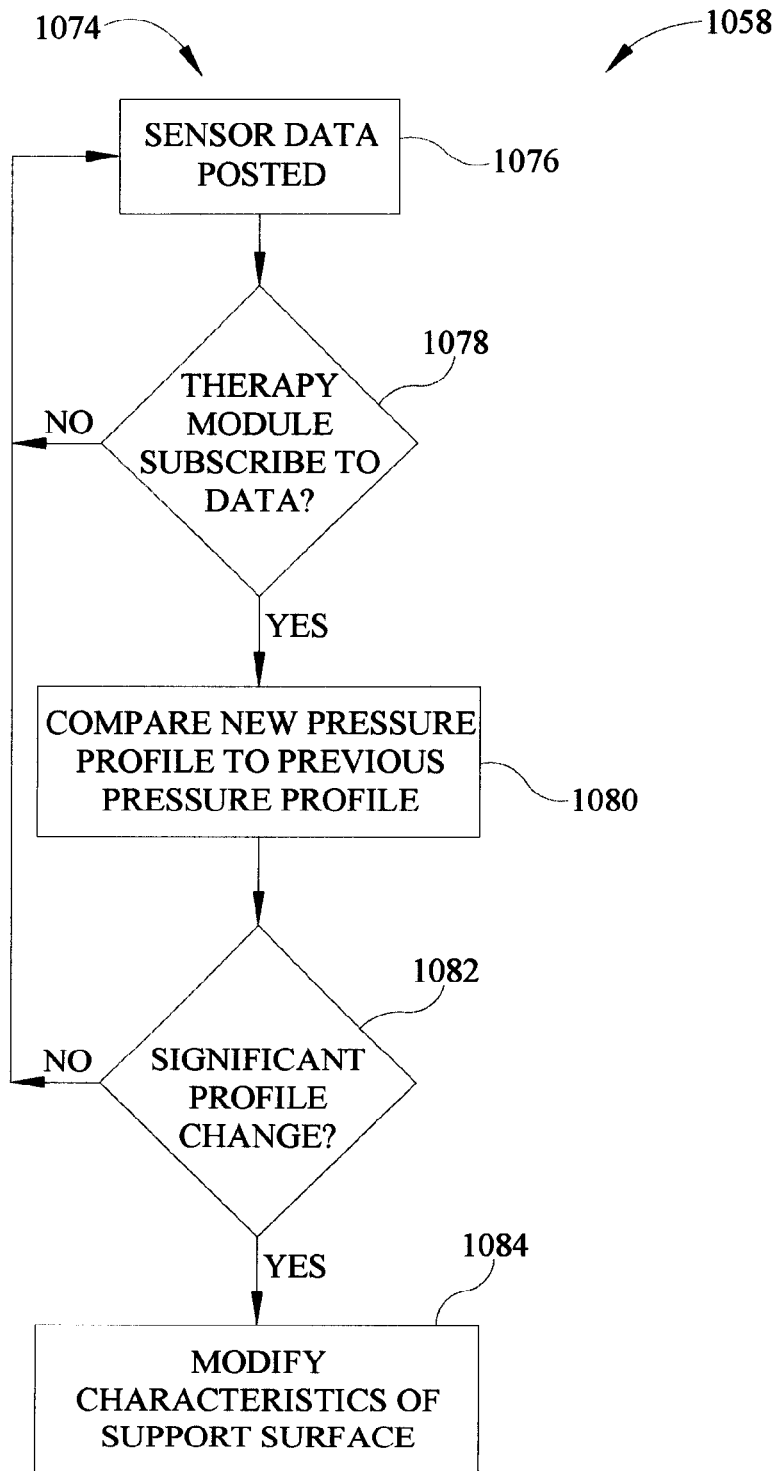 1074
1058
SENSOR DATA
POSTED
1076
1078
THERAPY
MODULE
SUBSCRIBE TO
DATA?
NO
YES
COMPARE NEW PRESSURE
PROFILE TO PREVIOUS
PRESSURE PROFILE
1080
1082
SIGNIFICANT
PROFILE
CHANGE?
NO
YES
1084
MODIFY
CHARACTERISTICS OF
SUPPORT SURFACE